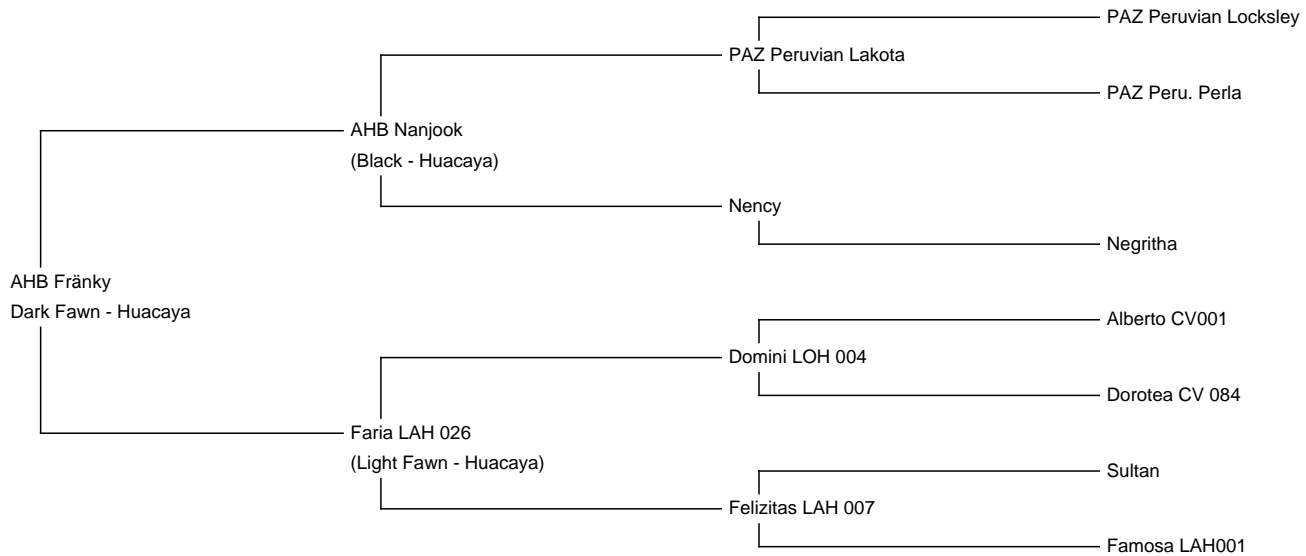 PAZ Peruvian Locksley
PAZ Peruvian Lakota
PAZ Peru. Perla
AHB Nanjook
(Black - Huacaya)
Nency
Negritha
AHB Fränky
Dark Fawn - Huacaya
Alberto CV001
Domini LOH 004
Dorotea CV 084
Faria LAH 026
(Light Fawn - Huacaya)
Sultan
Felizitas LAH 007
Famosa LAH001